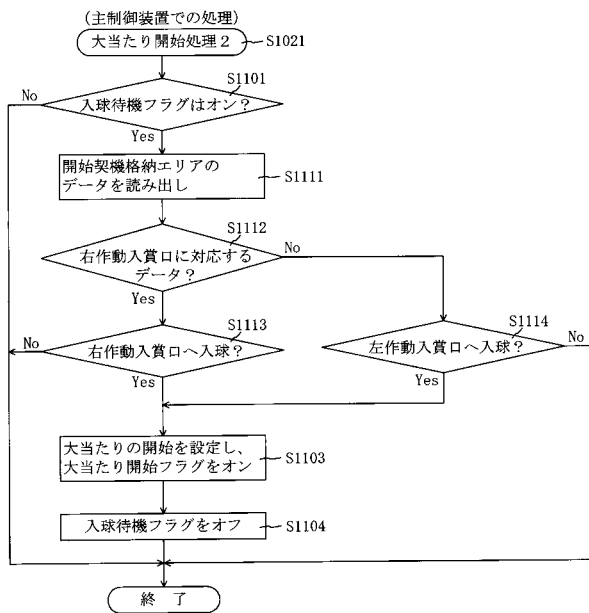 (主制御装置での処理)
大当たり開始処理２
S1021
S1101
No
入球待機フラグはオン？
Yes
開始契機格納エリアの
データを読み出し
S1111
S1112
右作動入賞口に対応する
データ？
No
Yes
S1113
No
右作動入賞口へ入球？
Yes
S1114
左作動入賞口へ入球？
No
Yes
大当たりの開始を設定し、
大当たり開始フラグをオン
S1103
入球待機フラグをオフ
S1104
終 了